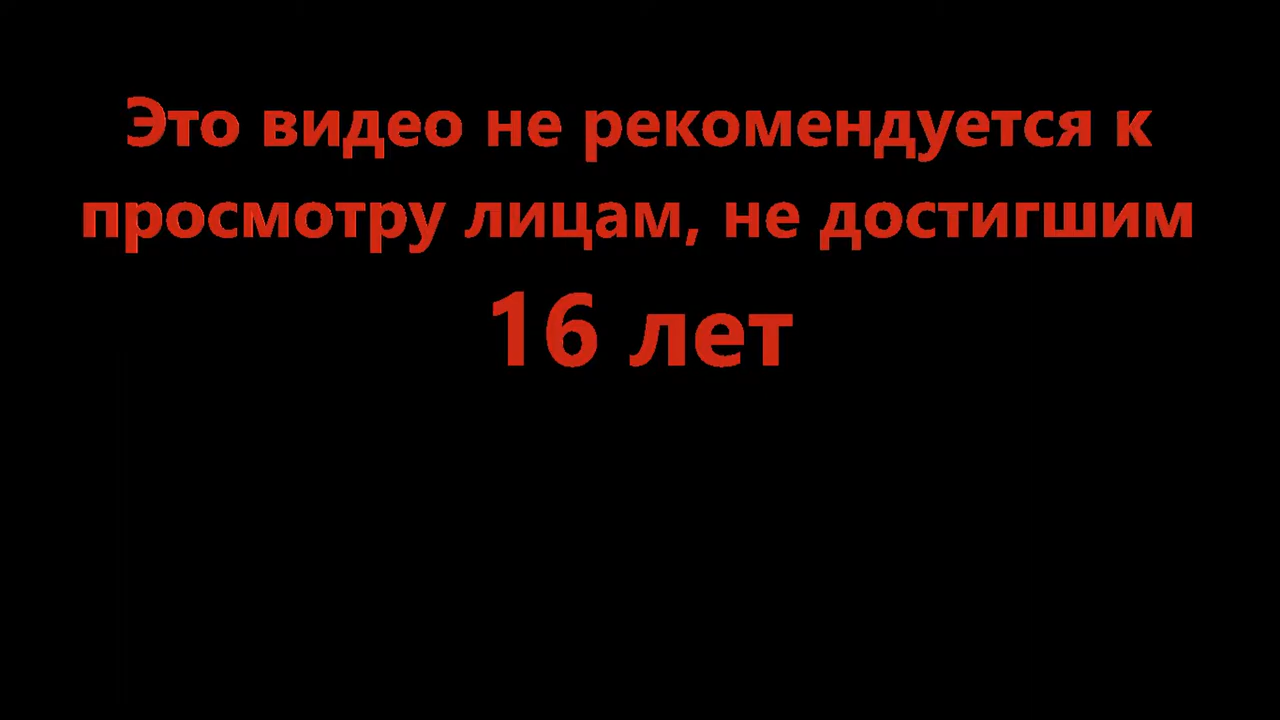 Это видео не рекомендуется к
просмотру лицам, не достигшим
16 лет